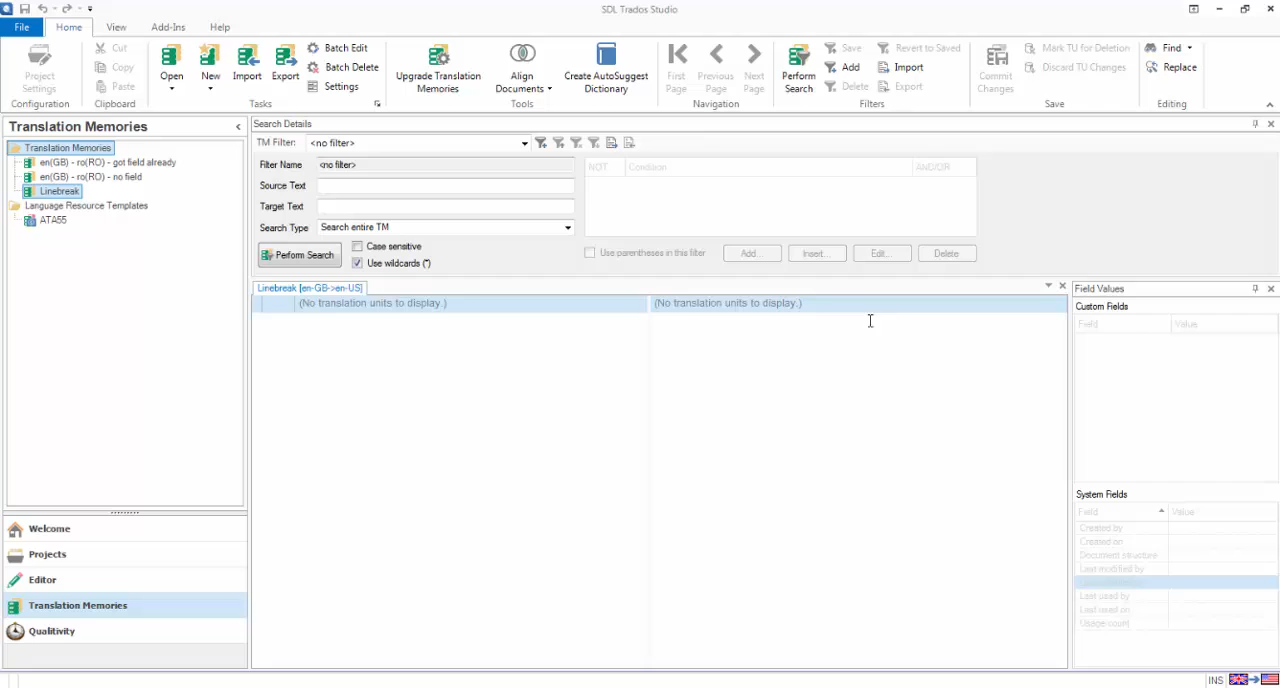 SDL Trados Studio
File
Home
View
Add-Ins
Help
Project Settings
Configuration
Cut
Copy
Paste
Clipboard
Open
New
Import
Export
Batch Edit
Batch Delete
Settings
Tasks
Upgrade Translation Memories
Align Documents
Create AutoSuggest Dictionary
Tools
First Page
Previous Page
Next Page
Navigation
Perform Search
Save
Add
Delete
Revert to Saved
Import
Export
Filters
Commit Changes
Mark TU for Deletion
Discard TU Changes
Save
Find
Replace
Editing
Translation Memories
Translation Memories
en(GB) - ro(RO) - got field already
en(GB) - ro(RO) - no field
Linebreak
Language Resource Templates
ATA55
Welcome
Projects
Editor
Translation Memories
Qualitivity
Search Details
TM Filter: <no filter>
Filter Name <no filter>
Source Text
Target Text
Search Type Search entire TM
Perform Search
Case sensitive
Use wildcards (*)
NOT Condition AND/OR
Use parentheses in this filter
Add...
Insert...
Edit...
Delete
Linebreak [en-GB->en-US]
(No translation units to display.)
(No translation units to display.)
Field Values
Custom Fields
Field Value
System Fields
Field Value
Created by
Created on
Document structure
Last modified by
Last used by
Last used on
Usage count
INS